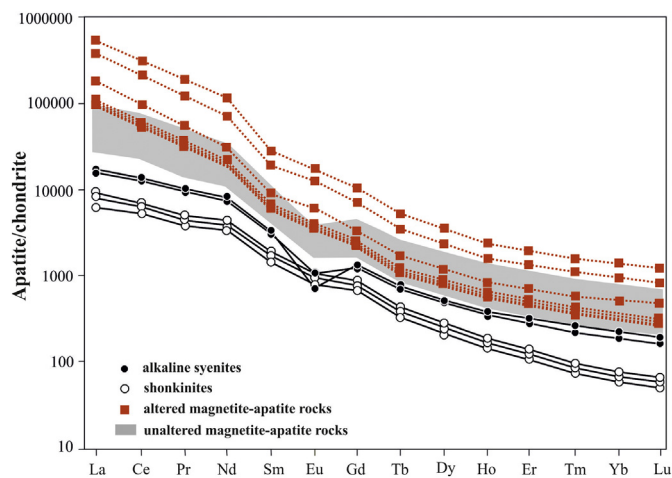 Apatite/chondrite
1000000
100000
10000
1000
100
10
alkaline syenites
shonkinites
altered magnetite-apatite rocks
unaltered magnetite-apatite rocks
La Ce Pr Nd Sm Eu Gd Tb Dy Ho Er Tm Yb Lu